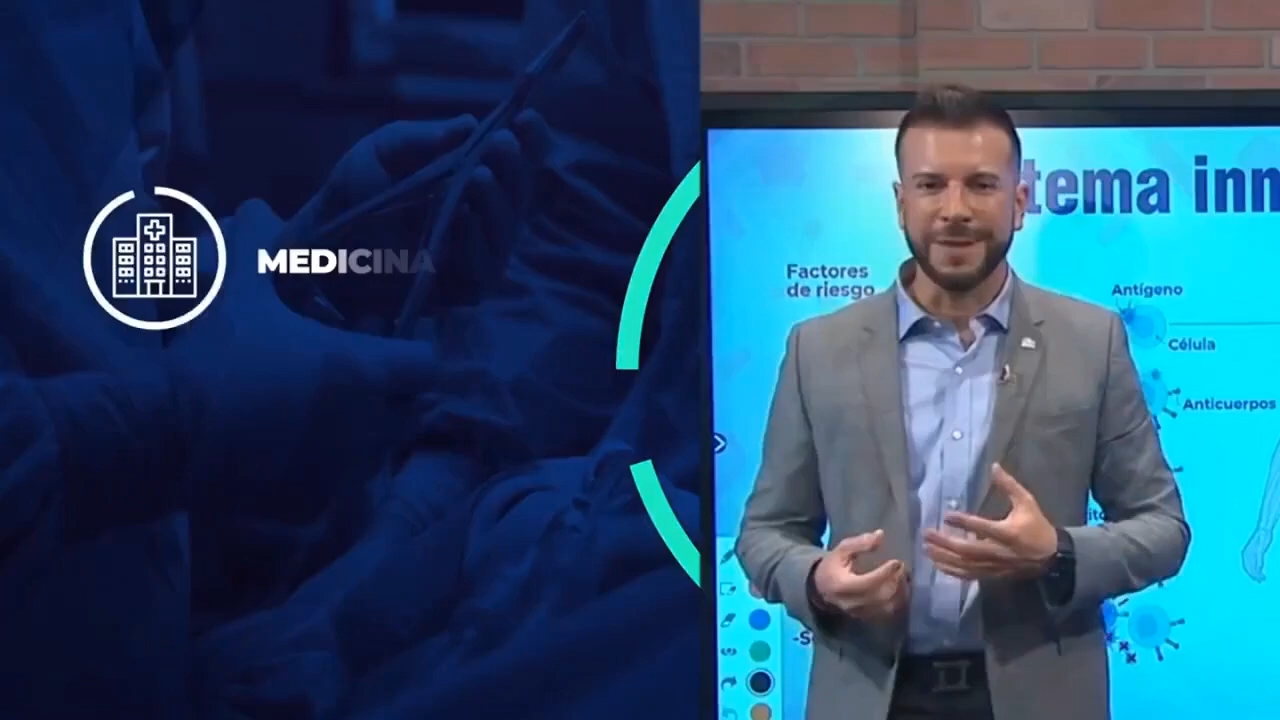 MEDICINA
tema inn
Factores
de riesgo
Antígeno
Célula
Anticuerpos